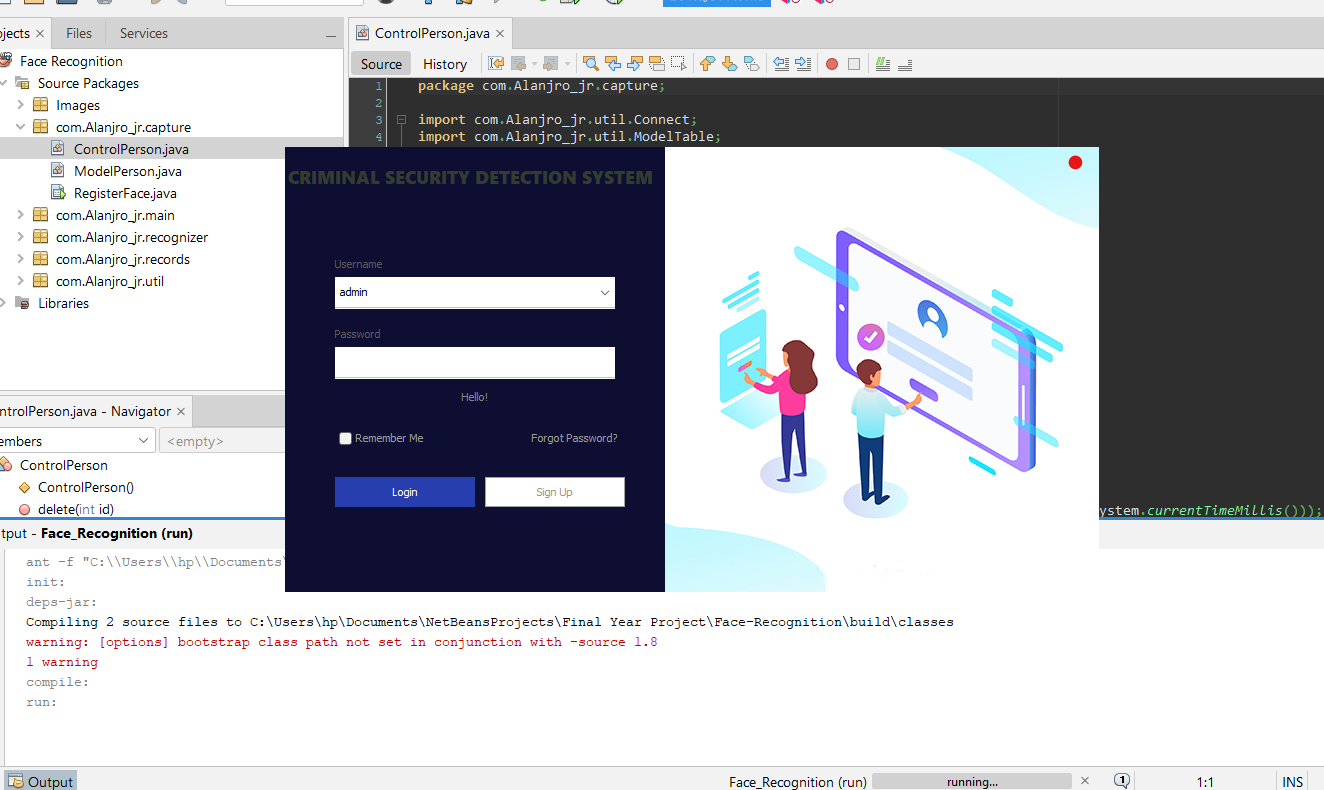 ojects
Files
Services
Face Recognition
Source Packages
Images
com.Alanjro_jr.capture
ControlPerson.java
ModelPerson.java
RegisterFace.java
com.Alanjro_jr.main
com.Alanjro_jr.recognizer
com.Alanjro_jr.records
com.Alanjro_jr.util
Libraries
ControlPerson.java
Source History
1 package com.Alanjro_jr.capture;
2
3 import com.Alanjro_jr.util.Connect;
4 import com.Alanjro_jr.util.ModelTable;
CRIMINAL SECURITY DETECTION SYSTEM
Username
admin
Password
Hello!
Remember Me Forgot Password?
Login Sign Up
ystem.currentTimeMillis()));
ntrolPerson.java - Navigator
embers <empty>
ControlPerson
ControlPerson()
delete(int id)
tput - Face_Recognition (run)
ant -f "C:\\Users\\hp\\Documents\
init:
deps-jar:
Compiling 2 source files to C:\Users\hp\Documents\NetBeansProjects\Final Year Project\Face-Recognition\build\classes
warning: [options] bootstrap class path not set in conjunction with -source 1.8
1 warning
compile:
run:
Output
Face_Recognition (run) running... 1 1:1 INS